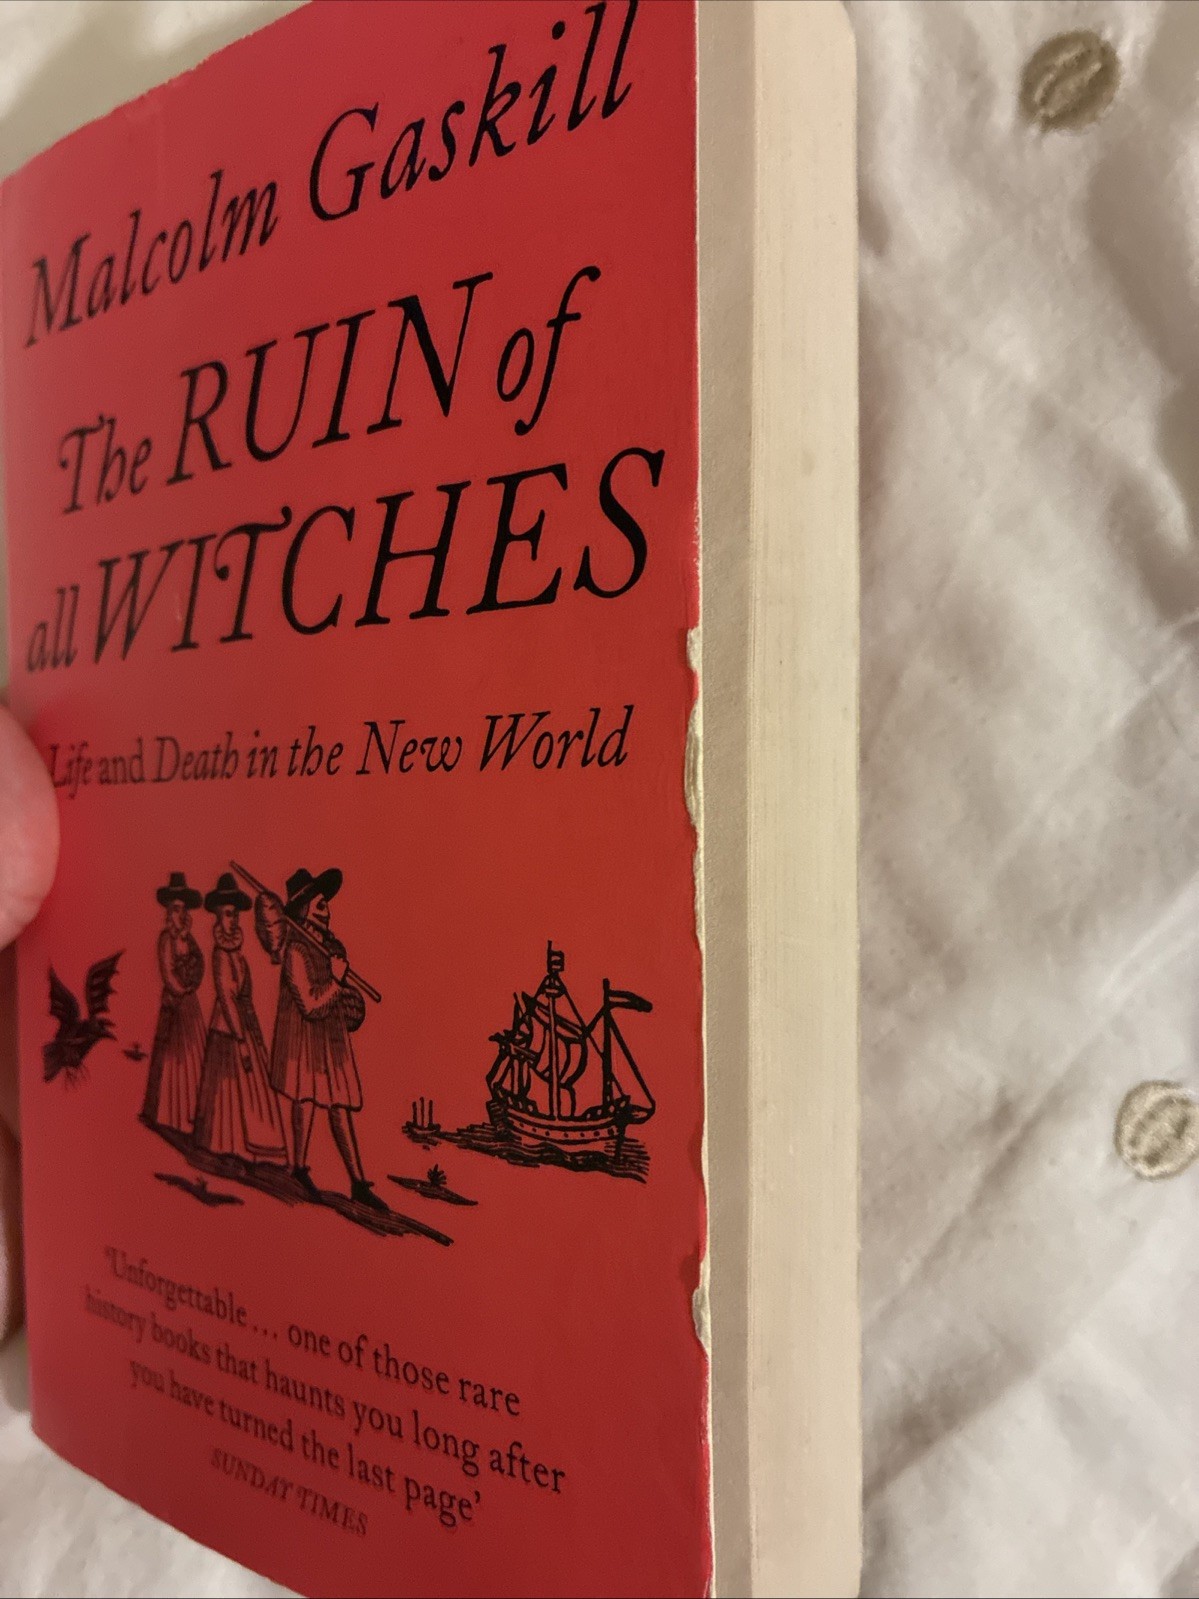 Malcolm Gaskill
The RUIN of
all WITCHES
Life and Death in the New World
'Unforgettable... one of those rare
history books that haunts you long after
you have turned the last page'
SUNDAY TIMES